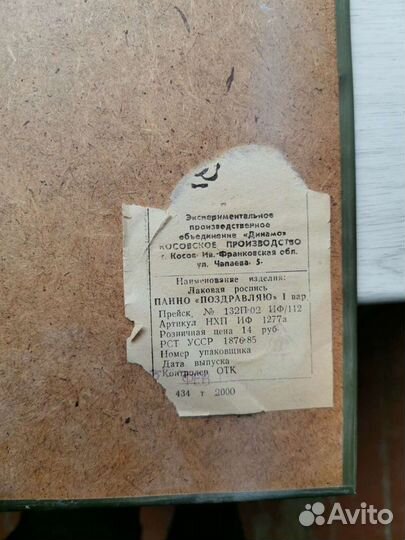 Экспериментальное
производственное
объединение «Динамо»
КОСОВСКОЕ ПРОИЗВОДСТВО
г. Косов Ив.-Франковская обл.
ул. Чапаева 5-
Наименование изделия:
Лаковая роспись
ПАННО «ПОЗДРАВЛЯЮ» 1 вар
Прейск. № 132П-02 ИФ/112
Артикул НХП ИФ 1277а
Розничная цена 14 руб
РСТ УССР 1876-85
Номер упаковщика
Дата выпуска
Контролер ОТК
434 т 2000
Avito